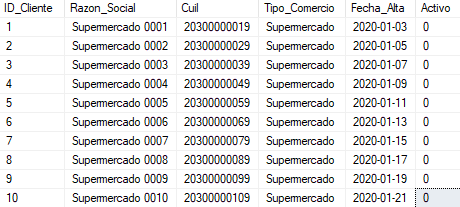 ID_Cliente Razon_Social Cuil Tipo_Comercio Fecha_Alta Activo
1 Supermercado 0001 20300000019 Supermercado 2020-01-03 0
2 Supermercado 0002 20300000029 Supermercado 2020-01-05 0
3 Supermercado 0003 20300000039 Supermercado 2020-01-07 0
4 Supermercado 0004 20300000049 Supermercado 2020-01-09 0
5 Supermercado 0005 20300000059 Supermercado 2020-01-11 0
6 Supermercado 0006 20300000069 Supermercado 2020-01-13 0
7 Supermercado 0007 20300000079 Supermercado 2020-01-15 0
8 Supermercado 0008 20300000089 Supermercado 2020-01-17 0
9 Supermercado 0009 20300000099 Supermercado 2020-01-19 0
10 Supermercado 0010 20300000109 Supermercado 2020-01-21 0